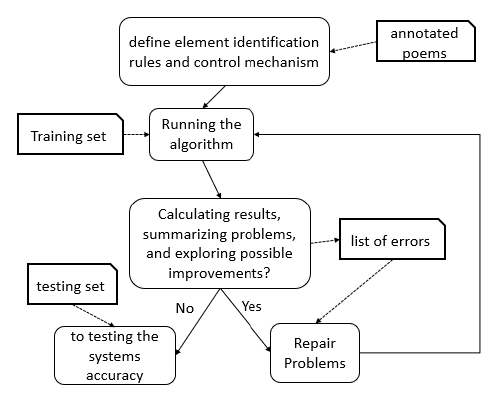 define element identification
rules and control mechanism
annotated
poems
Training set
Running the
algorithm
Calculating results,
summarizing problems,
and exploring possible
improvements?
list of errors
testing set
No
Yes
to testing the
systems
accuracy
Repair
Problems